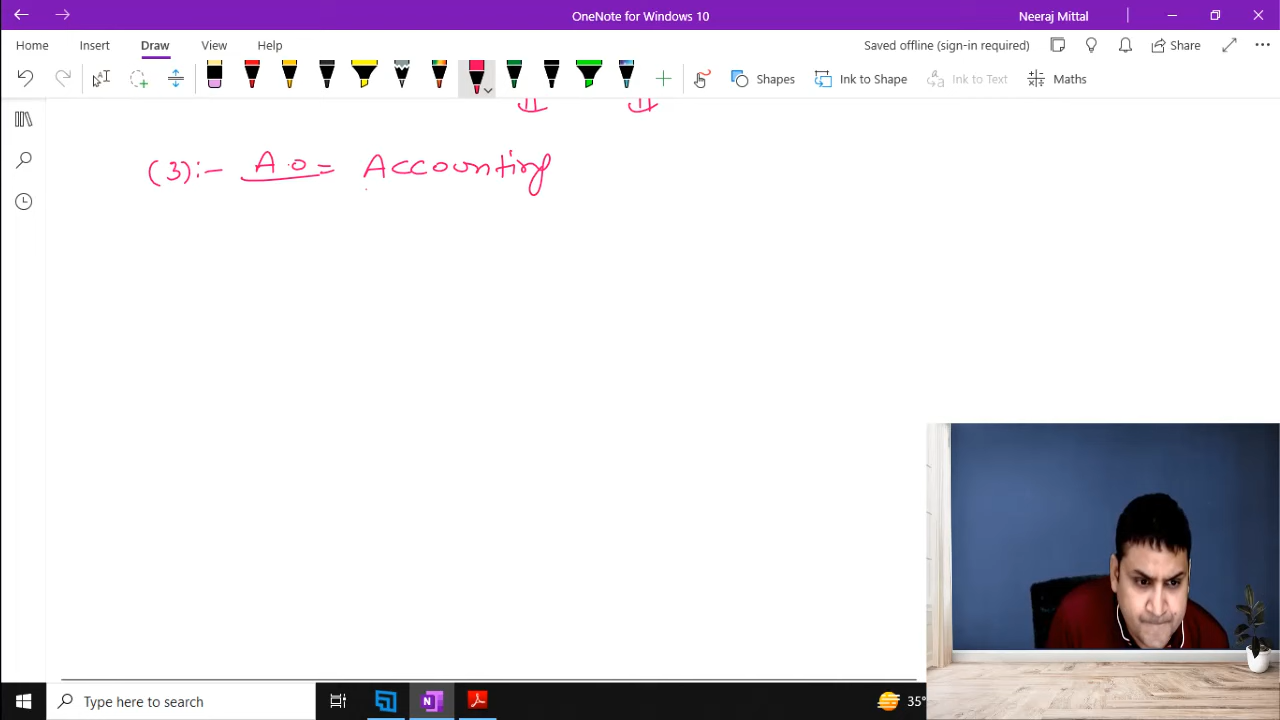 OneNote for Windows 10
Neeraj Mittal
Home Insert Draw View Help
Saved offline (sign-in required) Share
Shapes Ink to Shape Ink to Text Maths
(3):- A.O = Accounting
Type here to search
35°